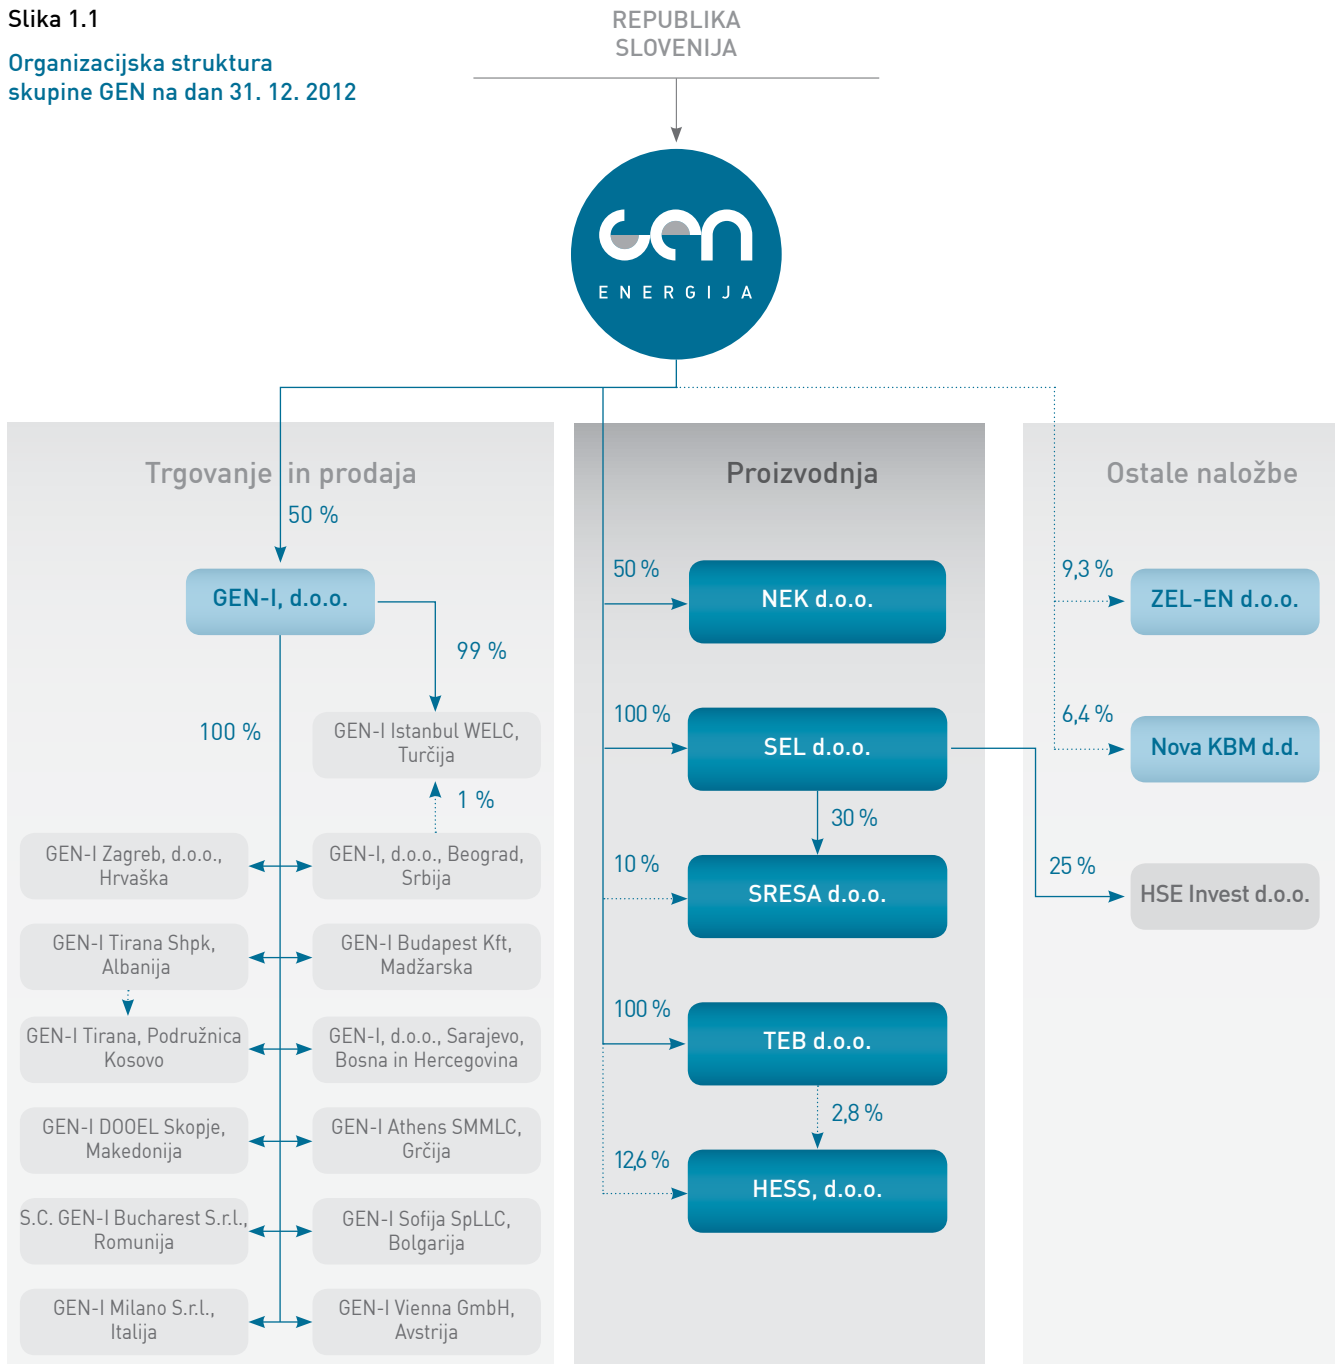 Slika 1.1
Organizacijska struktura
skupine GEN na dan 31. 12. 2012
REPUBLIKA
SLOVENIJA
gen
ENERGIJA
Trgovanje in prodaja
50 %
GEN-I, d.o.o.
99 %
100 %
GEN-I Istanbul WELC,
Turčija
1 %
GEN-I Zagreb, d.o.o.,
Hrvaška
GEN-I, d.o.o., Beograd,
Srbija
GEN-I Tirana Shpk,
Albanija
GEN-I Budapest Kft,
Madžarska
GEN-I Tirana, Podružnica
Kosovo
GEN-I, d.o.o., Sarajevo,
Bosna in Hercegovina
GEN-I DOOEL Skopje,
Makedonija
GEN-I Athens SMMLC,
Grčija
S.C. GEN-I Bucharest S.r.l.,
Romunija
GEN-I Sofija SpLLC,
Bolgarija
GEN-I Milano S.r.l.,
Italija
GEN-I Vienna GmbH,
Avstrija
Proizvodnja
50 %
NEK d.o.o.
100 %
SEL d.o.o.
30 %
10 %
SRESA d.o.o.
100 %
TEB d.o.o.
2,8 %
12,6 %
HESS, d.o.o.
Ostale naložbe
9,3 %
ZEL-EN d.o.o.
6,4 %
Nova KBM d.d.
25 %
HSE Invest d.o.o.